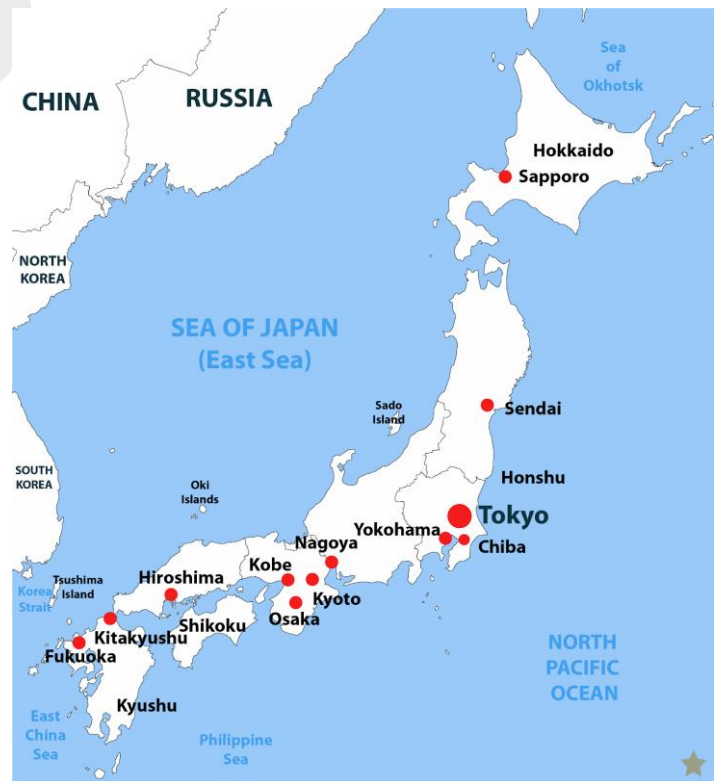 Sea
of
Okhotsk
CHINA
RUSSIA
Hokkaido
Sapporo
NORTH
KOREA
SEA OF JAPAN
(East Sea)
Sado
Island
Sendai
SOUTH
KOREA
Oki
Islands
Honshu
Tokyo
Yokohama
Chiba
Nagoya
Kobe
Hiroshima
Tsushima
Island
Korea
Strait
Kyoto
Osaka
Shikoku
Kitakyushu
Fukuoka
NORTH
PACIFIC
OCEAN
Kyushu
East
China
Sea
Philippine
Sea